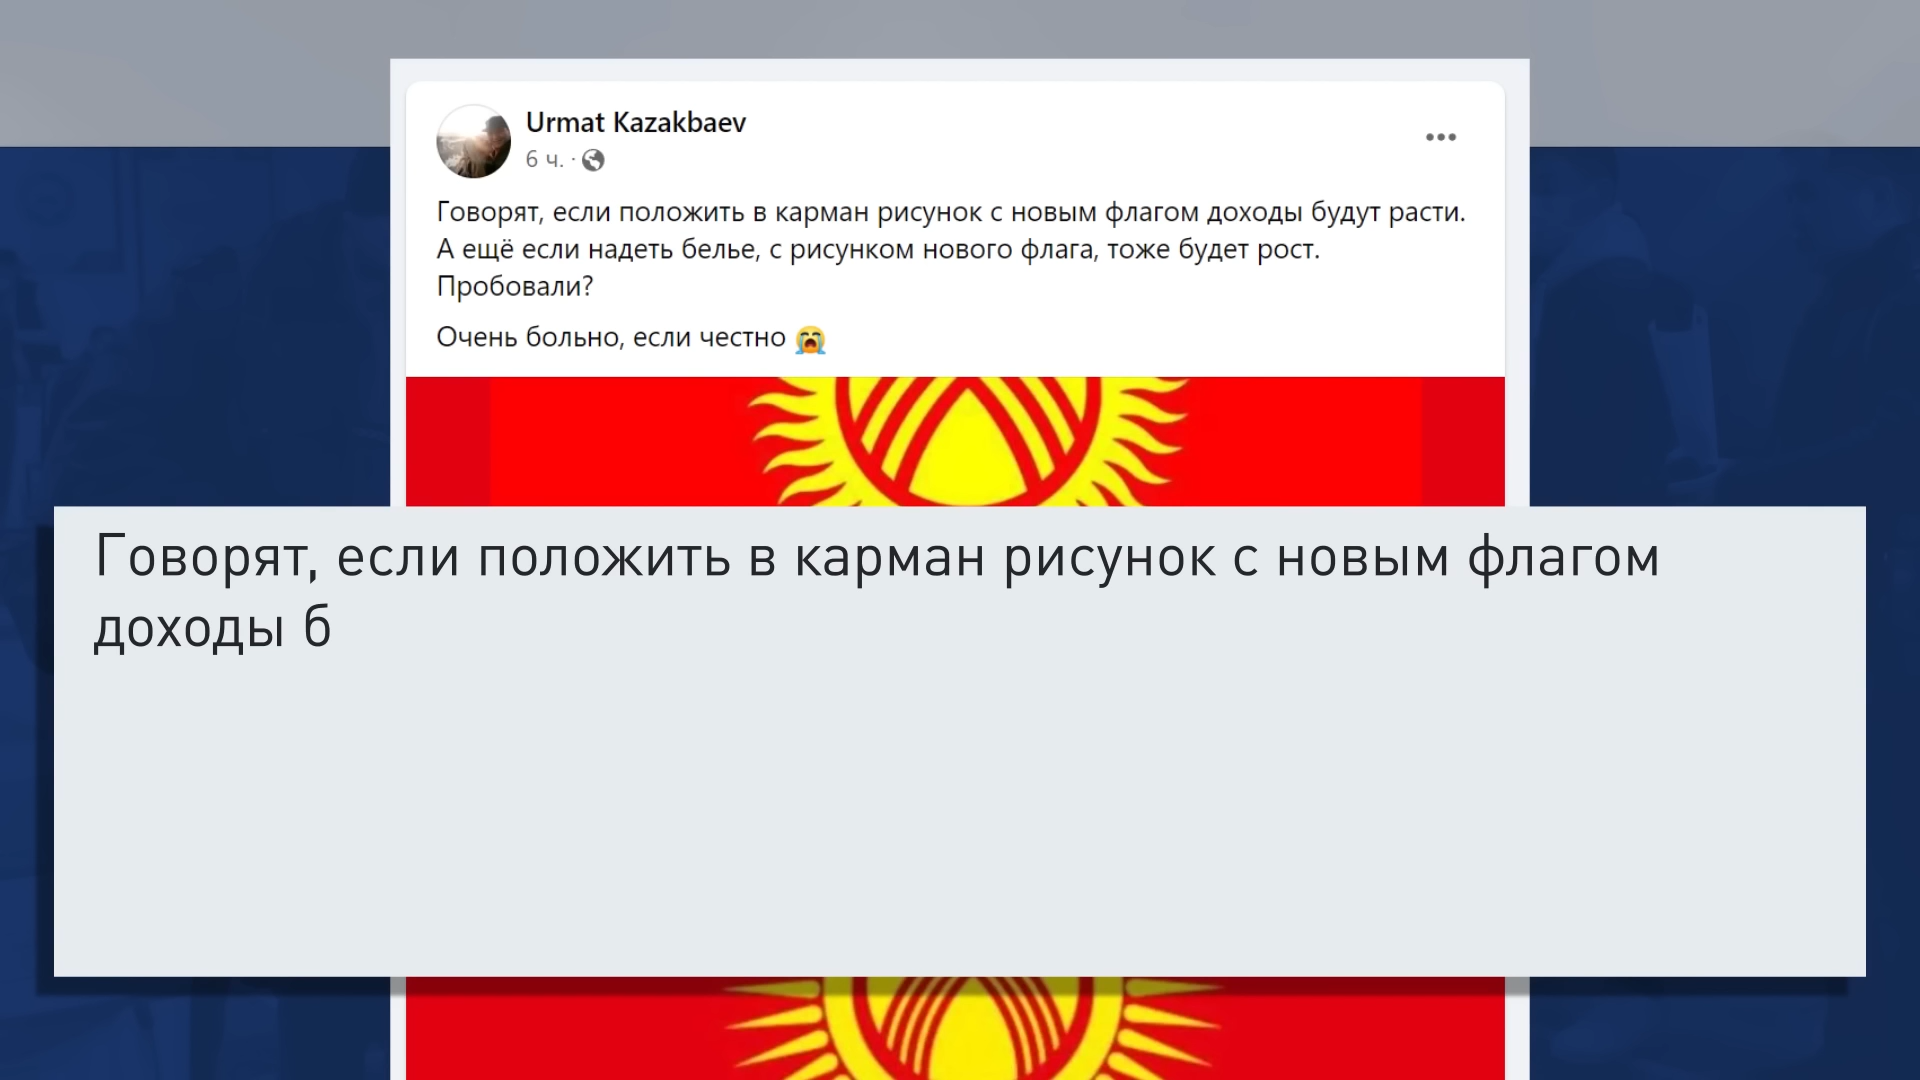 Urmat Kazakbaev
6 ч. ·
Говорят, если положить в карман рисунок с новым флагом доходы будут расти.
А ещё если надеть белье, с рисунком нового флага, тоже будет рост.
Пробовали?
Очень больно, если честно 😭
Говорят, если положить в карман рисунок с новым флагом
доходы б